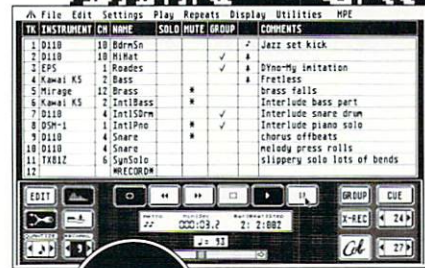 File Edit Settings Play Repeats Display Utilities MPE
TK INSTRUMENT CH NAME SOLO MUTE GROUP COMMENTS
1 D110 10 BdrmSn Jazz set kick
2 D110 10 HiHat
3 EPS 1 Roades DYno-My imitation
4 Kawai K5 2 Bass Fretless
5 Mirage 12 Brass * brass falls
6 Kawai K5 2 IntlBass * Interlude bass part
7 D110 4 IntlSDrm Interlude snare drum
8 DSM-1 1 IntlPno * Interlude piano solo
9 D110 4 Snare * chorus offbeats
10 D110 4 Snare melody press rolls
11 TX81Z 6 SynSolo slippery solo lots of bends
12 *RECORD*
EDIT GROUP CUE
000:03.2 2: 2:002 X-REC 24
♩= 93
27